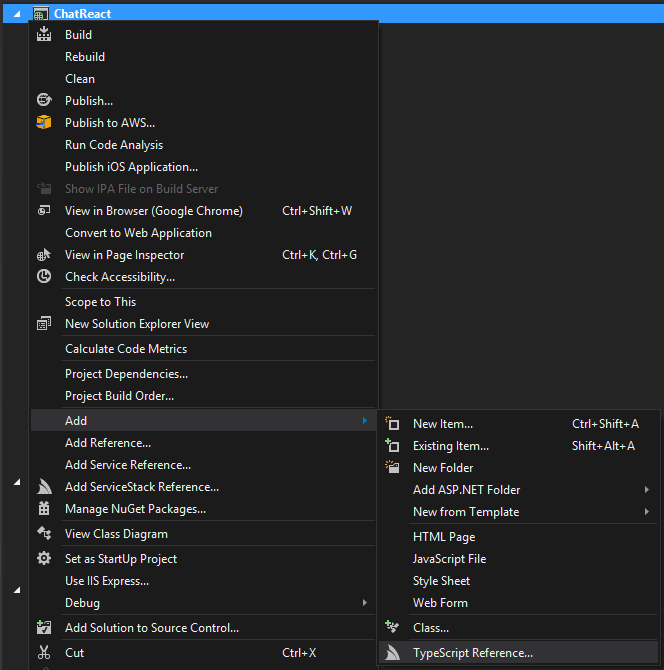 ChatReact
Build
Rebuild
Clean
Publish...
Publish to AWS...
Run Code Analysis
Publish iOS Application...
Show IPA File on Build Server
View in Browser (Google Chrome) Ctrl+Shift+W
Convert to Web Application
View in Page Inspector Ctrl+K, Ctrl+G
Check Accessibility...
Scope to This
New Solution Explorer View
Calculate Code Metrics
Project Dependencies...
Project Build Order...
Add
Add Reference...
Add Service Reference...
Add ServiceStack Reference...
Manage NuGet Packages...
View Class Diagram
Set as StartUp Project
Use IIS Express...
Debug
Add Solution to Source Control...
Cut Ctrl+X
New Item... Ctrl+Shift+A
Existing Item... Shift+Alt+A
New Folder
Add ASP.NET Folder
New from Template
HTML Page
JavaScript File
Style Sheet
Web Form
Class...
TypeScript Reference...